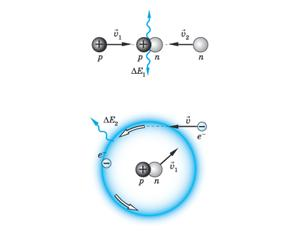 v⃗₁ v⃗₂
p p n n
ΔE₁
ΔE₂ v⃗
e⁻ e⁻
v⃗₁
p n